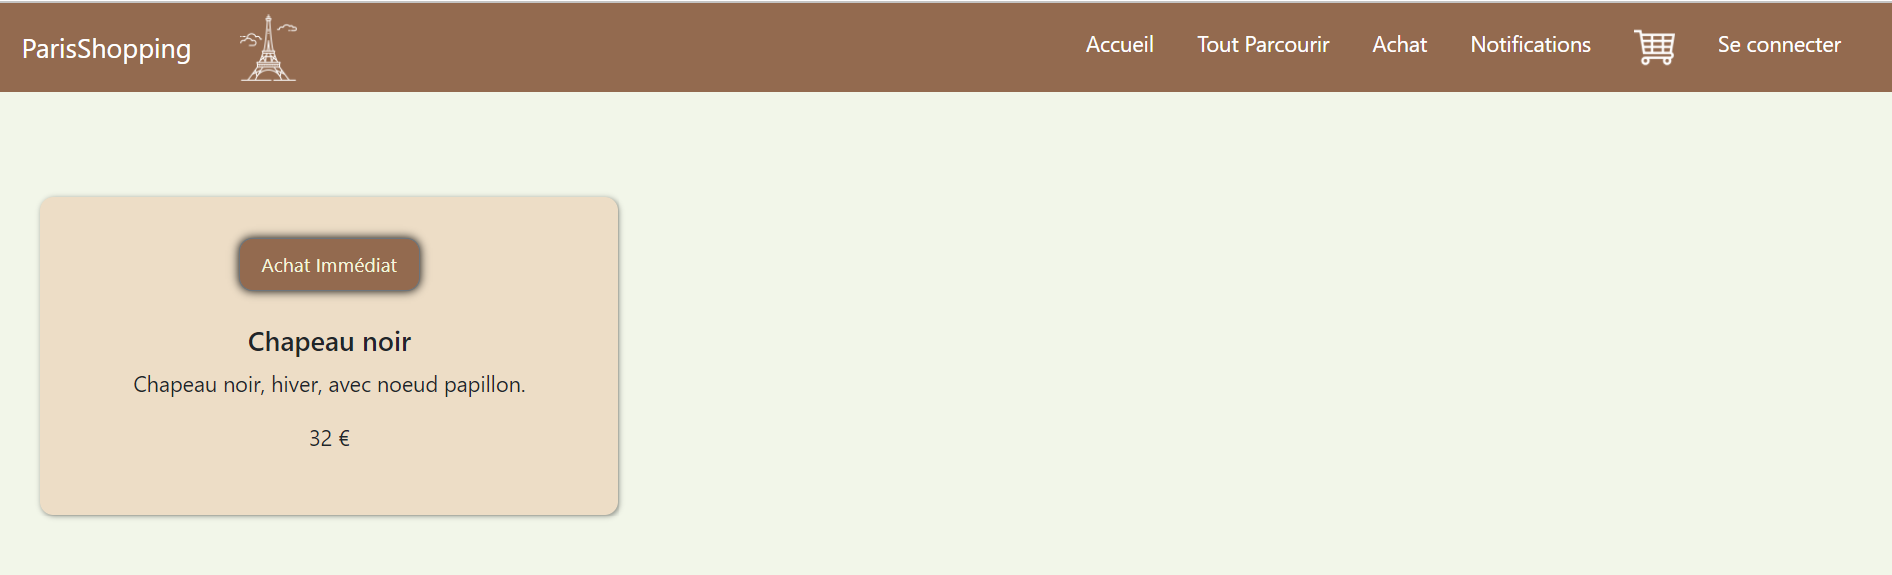 ParisShopping Accueil Tout Parcourir Achat Notifications Se connecter
Achat Immédiat
Chapeau noir
Chapeau noir, hiver, avec noeud papillon.
32 €